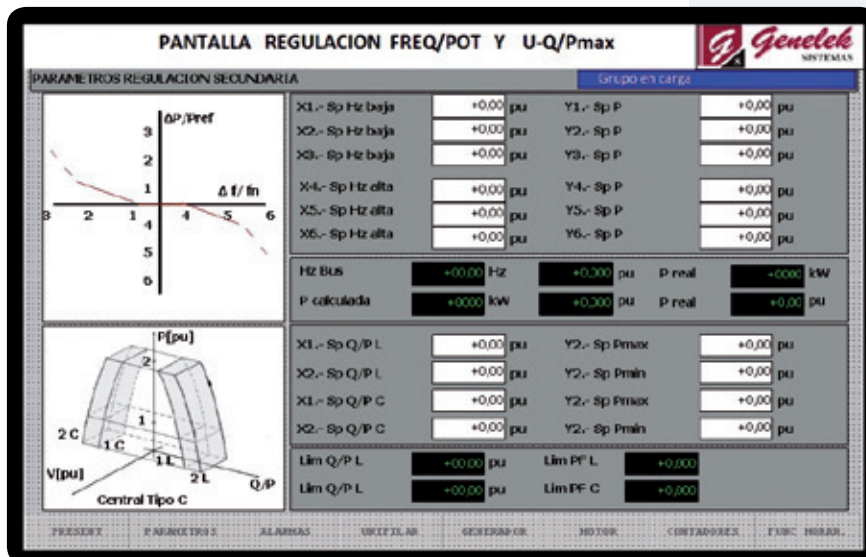 PANTALLA REGULACION FREQ/POT Y U-Q/Pmax
Genelek
SISTEMAS
PARAMETROS REGULACION SECUNDARIA
Grupo en carga
ΔP/Pref
3
2
1
Δ f/ fn
3 2 1 4 5 6
4
5
6
X1.- Sp Hz baja +0,00 pu Y1.- Sp P +0,00 pu
X2.- Sp Hz baja +0,00 pu Y2.- Sp P +0,00 pu
X3.- Sp Hz baja +0,00 pu Y3.- Sp P +0,00 pu
X4.- Sp Hz alta +0,00 pu Y4.- Sp P +0,00 pu
X5.- Sp Hz alta +0,00 pu Y5.- Sp P +0,00 pu
X6.- Sp Hz alta +0,00 pu Y6.- Sp P +0,00 pu
Hz Bus +00,00 Hz +0,000 pu P real +0000 kW
P calculada +0000 kW +0,000 pu P real +0,00 pu
P[pu]
2
1
2 C
1 C
1 L
2 L
V[pu]
Q/P
Central Tipo C
X1.- Sp Q/P L +0,00 pu Y2.- Sp Pmax +0,00 pu
X2.- Sp Q/P L +0,00 pu Y2.- Sp Pmin +0,00 pu
X1.- Sp Q/P C +0,00 pu Y2.- Sp Pmax +0,00 pu
X2.- Sp Q/P C +0,00 pu Y2.- Sp Pmin +0,00 pu
Lim Q/P L +00,00 pu Lim PF L +0,000
Lim Q/P L +00,00 pu Lim PF C +0,000
PRESENT PARAMETROS ALARMAS UNIFILAR GENERADOR MOTOR CONTADORES FUNC HORAR.